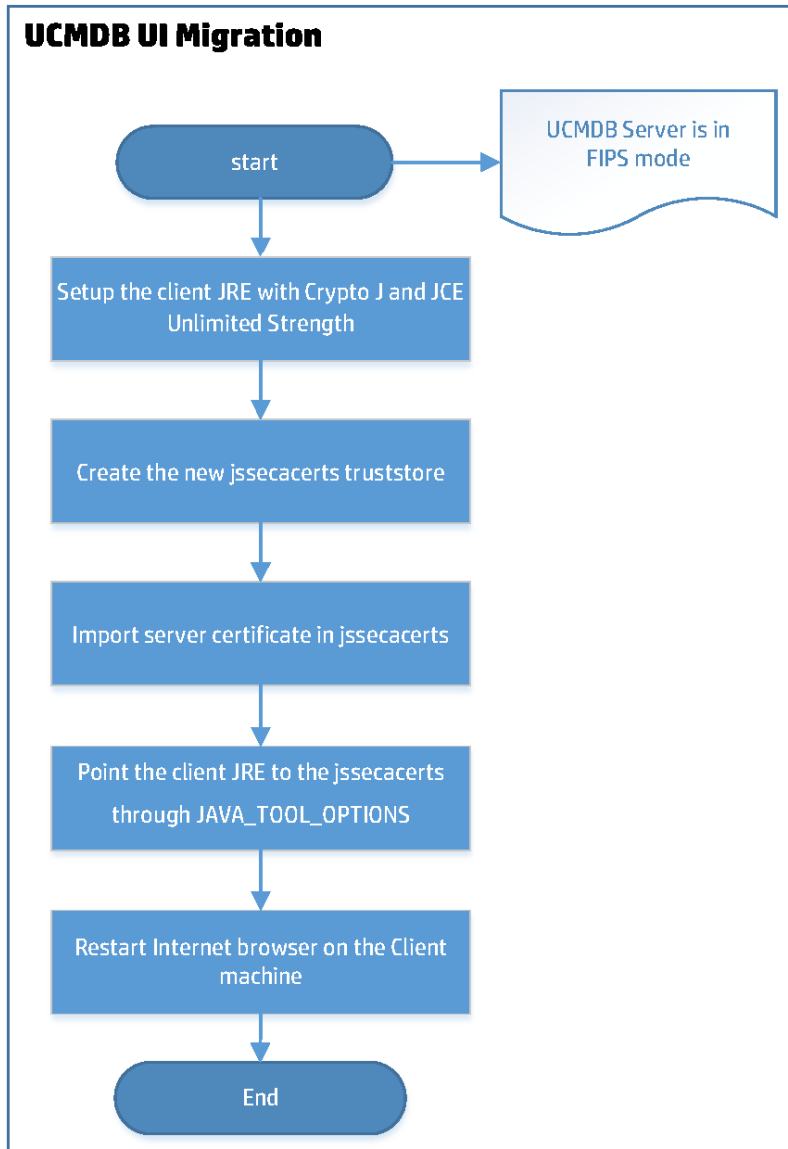 UCMDB UI Migration
start
UCMDB Server is in
FIPS mode
Setup the client JRE with Crypto J and JCE
Unlimited Strength
Create the new jssecacerts truststore
Import server certificate in jssecacerts
Point the client JRE to the jssecacerts
through JAVA_TOOL_OPTIONS
Restart Internet browser on the Client
machine
End